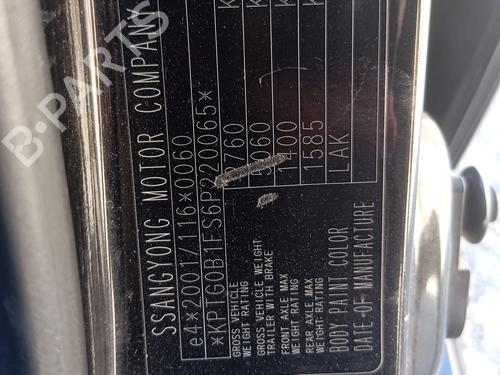 SSANGYONG MOTOR COMPANY
e4*2001/116*0060
*KPTG0B1FS6P220065*
GROSS VEHICLE
WEIGHT RATING
2760 K
GROSS VEHICLE WEIGHT
TRAILER WITH BRAKE
5060 K
FRONT AXLE MAX
WEIGHT RATING
1400 K
REAR AXLE MAX
WEIGHT RATING
1585
BODY PAINT COLOR LAK
DATE OF MANUFACTURE
B-PARTS